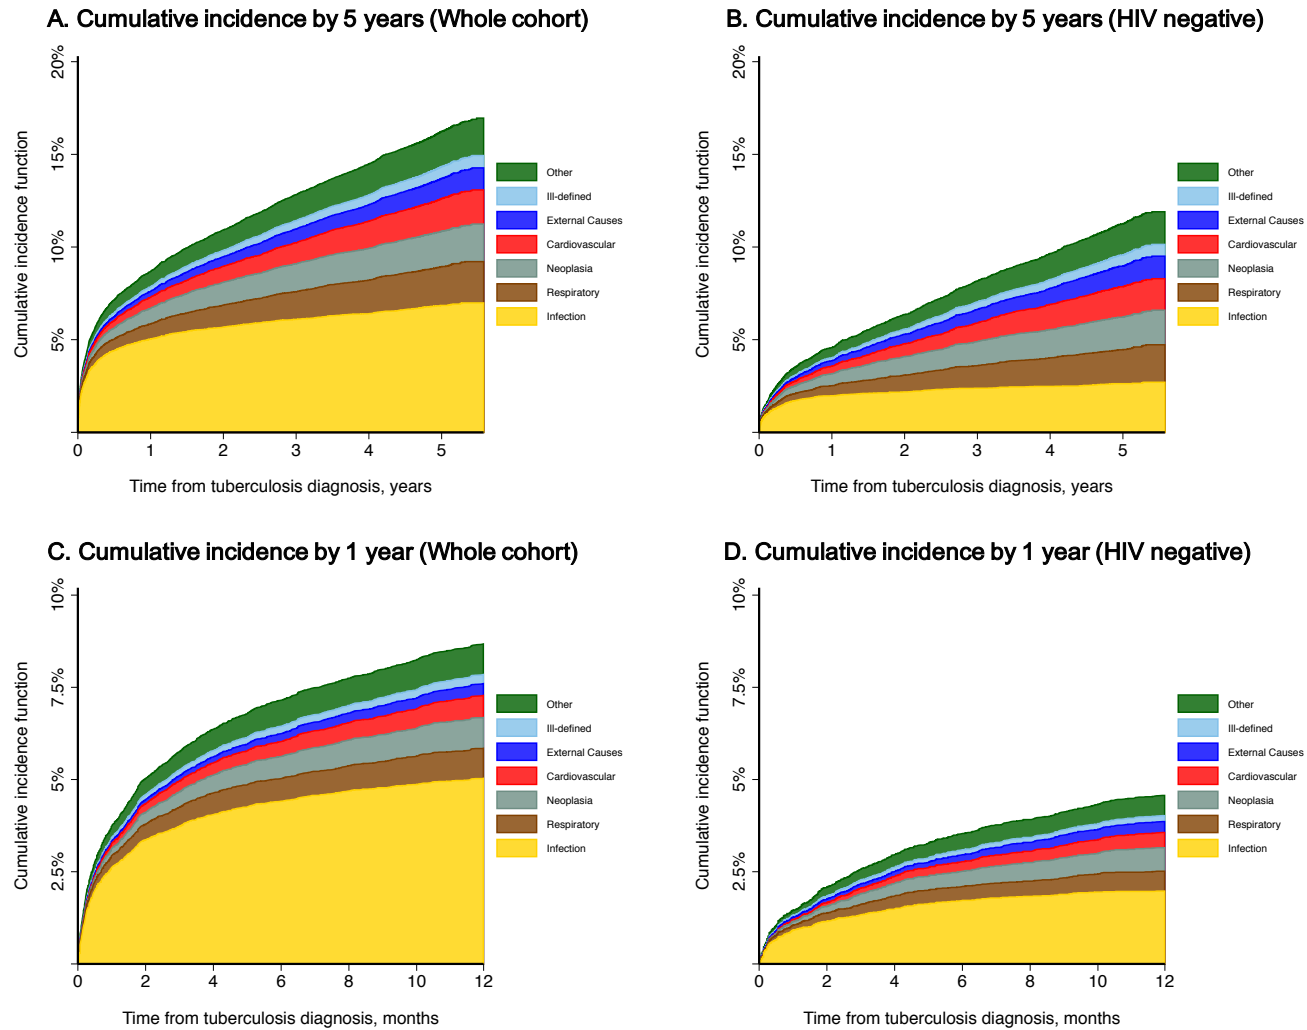 A. Cumulative incidence by 5 years (Whole cohort)
Cumulative incidence function
20%
15%
10%
5%
0 1 2 3 4 5
Time from tuberculosis diagnosis, years
Other
Ill-defined
External Causes
Cardiovascular
Neoplasia
Respiratory
Infection
B. Cumulative incidence by 5 years (HIV negative)
Cumulative incidence function
20%
15%
10%
5%
0 1 2 3 4 5
Time from tuberculosis diagnosis, years
Other
Ill-defined
External Causes
Cardiovascular
Neoplasia
Respiratory
Infection
C. Cumulative incidence by 1 year (Whole cohort)
Cumulative incidence function
10%
7.5%
5%
2.5%
0 2 4 6 8 10 12
Time from tuberculosis diagnosis, months
Other
Ill-defined
External Causes
Cardiovascular
Neoplasia
Respiratory
Infection
D. Cumulative incidence by 1 year (HIV negative)
Cumulative incidence function
10%
7.5%
5%
2.5%
0 2 4 6 8 10 12
Time from tuberculosis diagnosis, months
Other
Ill-defined
External Causes
Cardiovascular
Neoplasia
Respiratory
Infection